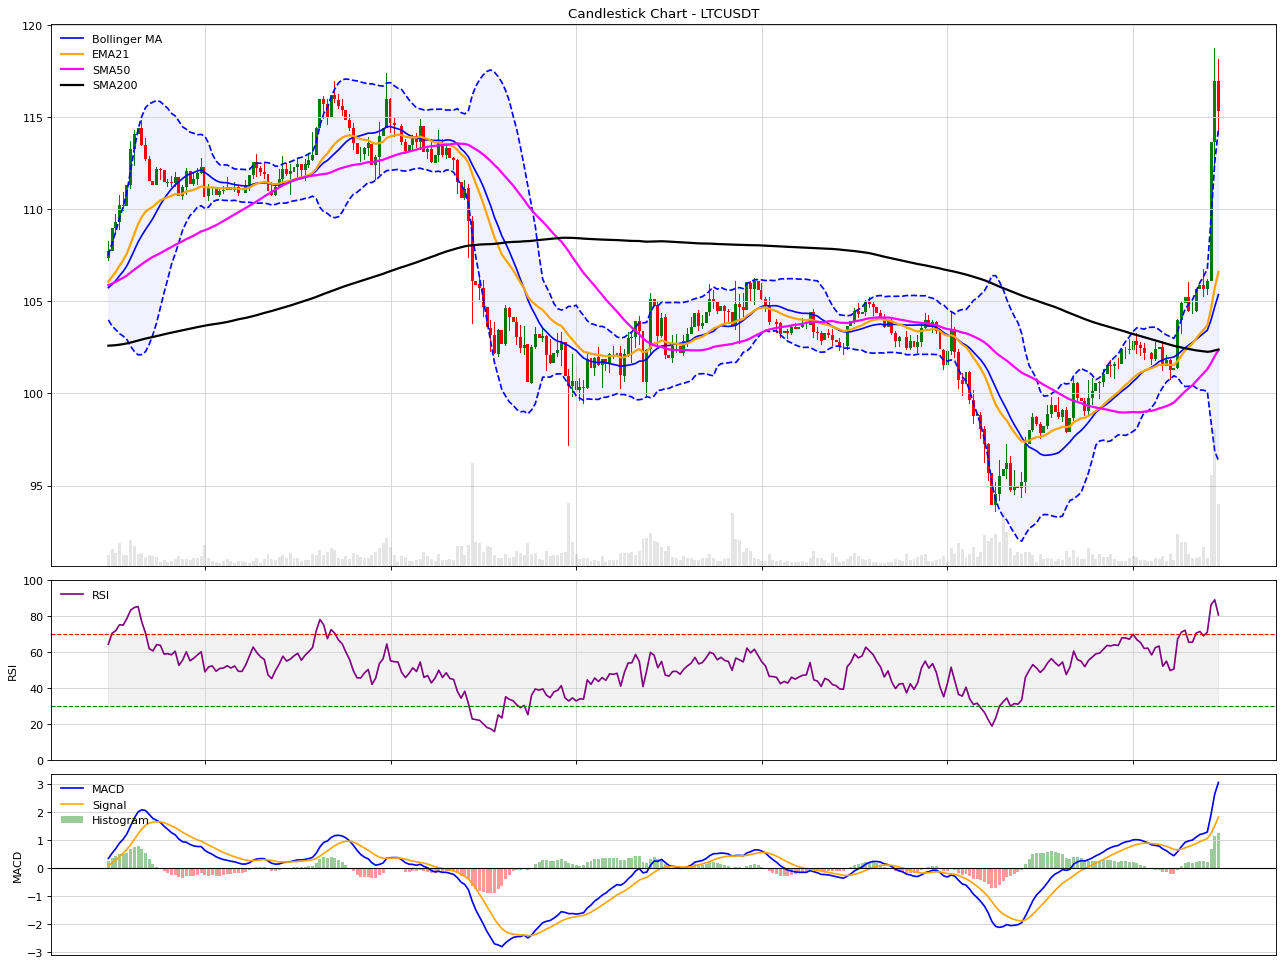 Candlestick Chart - LTCUSDT
120
115
110
105
100
95
Bollinger MA
EMA21
SMA50
SMA200
100
80
60
40
20
0
RSI
RSI
3
2
1
0
−1
−2
−3
MACD
MACD
Signal
Histogram